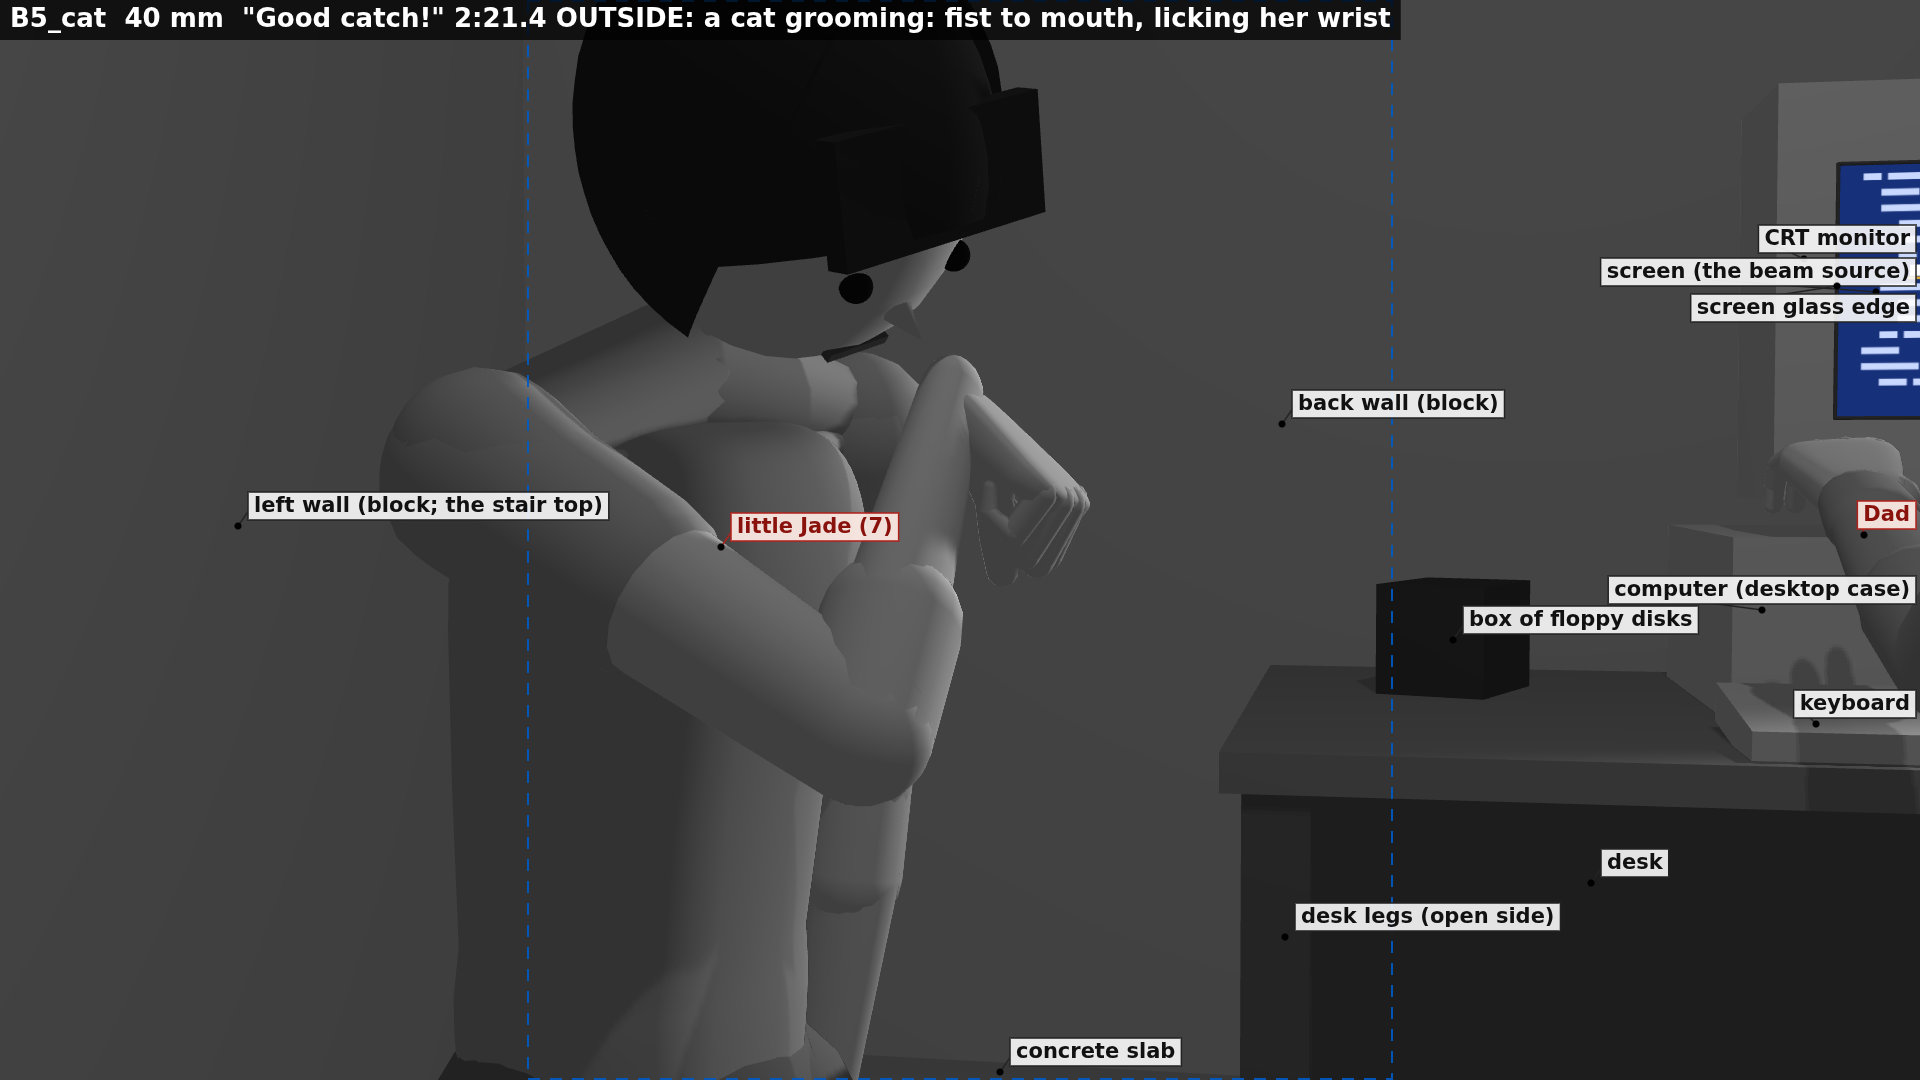 B5_cat  40 mm  "Good catch!" 2:21.4 OUTSIDE: a cat grooming: fist to mouth, licking her wrist
CRT monitor
screen (the beam source)
screen glass edge
back wall (block)
left wall (block; the stair top)
Dad
little Jade (7)
computer (desktop case)
box of floppy disks
keyboard
desk
desk legs (open side)
concrete slab